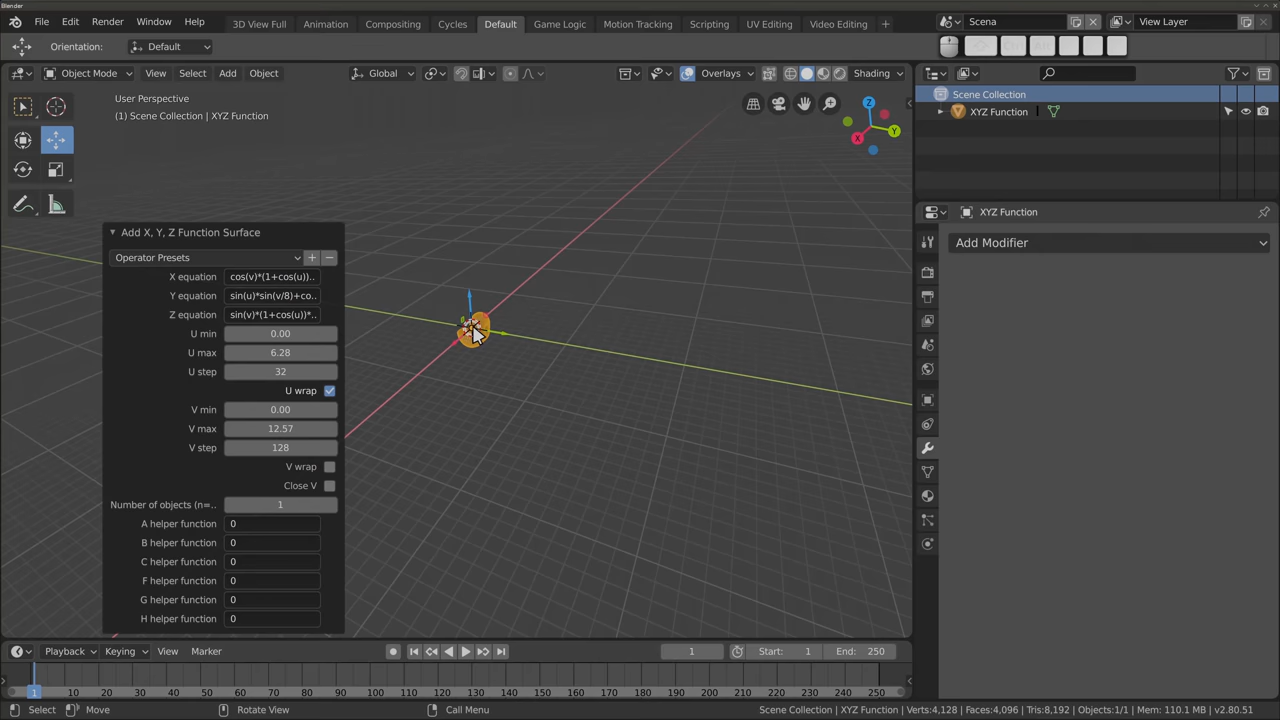 Blender
File Edit Render Window Help 3D View Full Animation Compositing Cycles Default Game Logic Motion Tracking Scripting UV Editing Video Editing + Scena View Layer
Orientation: Default
Object Mode View Select Add Object Global Overlays Shading
User Perspective
(1) Scene Collection | XYZ Function
Z
Y
X
Scene Collection
XYZ Function
XYZ Function
Add Modifier
Add X, Y, Z Function Surface
Operator Presets
X equation cos(v)*(1+cos(u))..
Y equation sin(u)*sin(v/8)+co..
Z equation sin(v)*(1+cos(u))*..
U min 0.00
U max 6.28
U step 32
U wrap
V min 0.00
V max 12.57
V step 128
V wrap
Close V
Number of objects (n=.. 1
A helper function 0
B helper function 0
C helper function 0
F helper function 0
G helper function 0
H helper function 0
Playback Keying View Marker 1 Start: 1 End: 250
1 10 20 30 40 50 60 70 80 90 100 110 120 130 140 150 160 170 180 190 200 210 220 230 240 250
Select Move Rotate View Call Menu Scene Collection | XYZ Function | Verts:4,128 | Faces:4,096 | Tris:8,192 | Objects:1/1 | Mem: 110.1 MB | v2.80.51